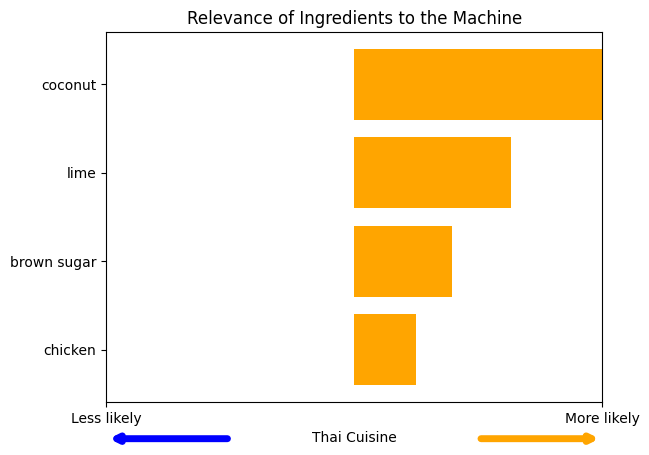 Relevance of Ingredients to the Machine
coconut
lime
brown sugar
chicken
Less likely
More likely
Thai Cuisine